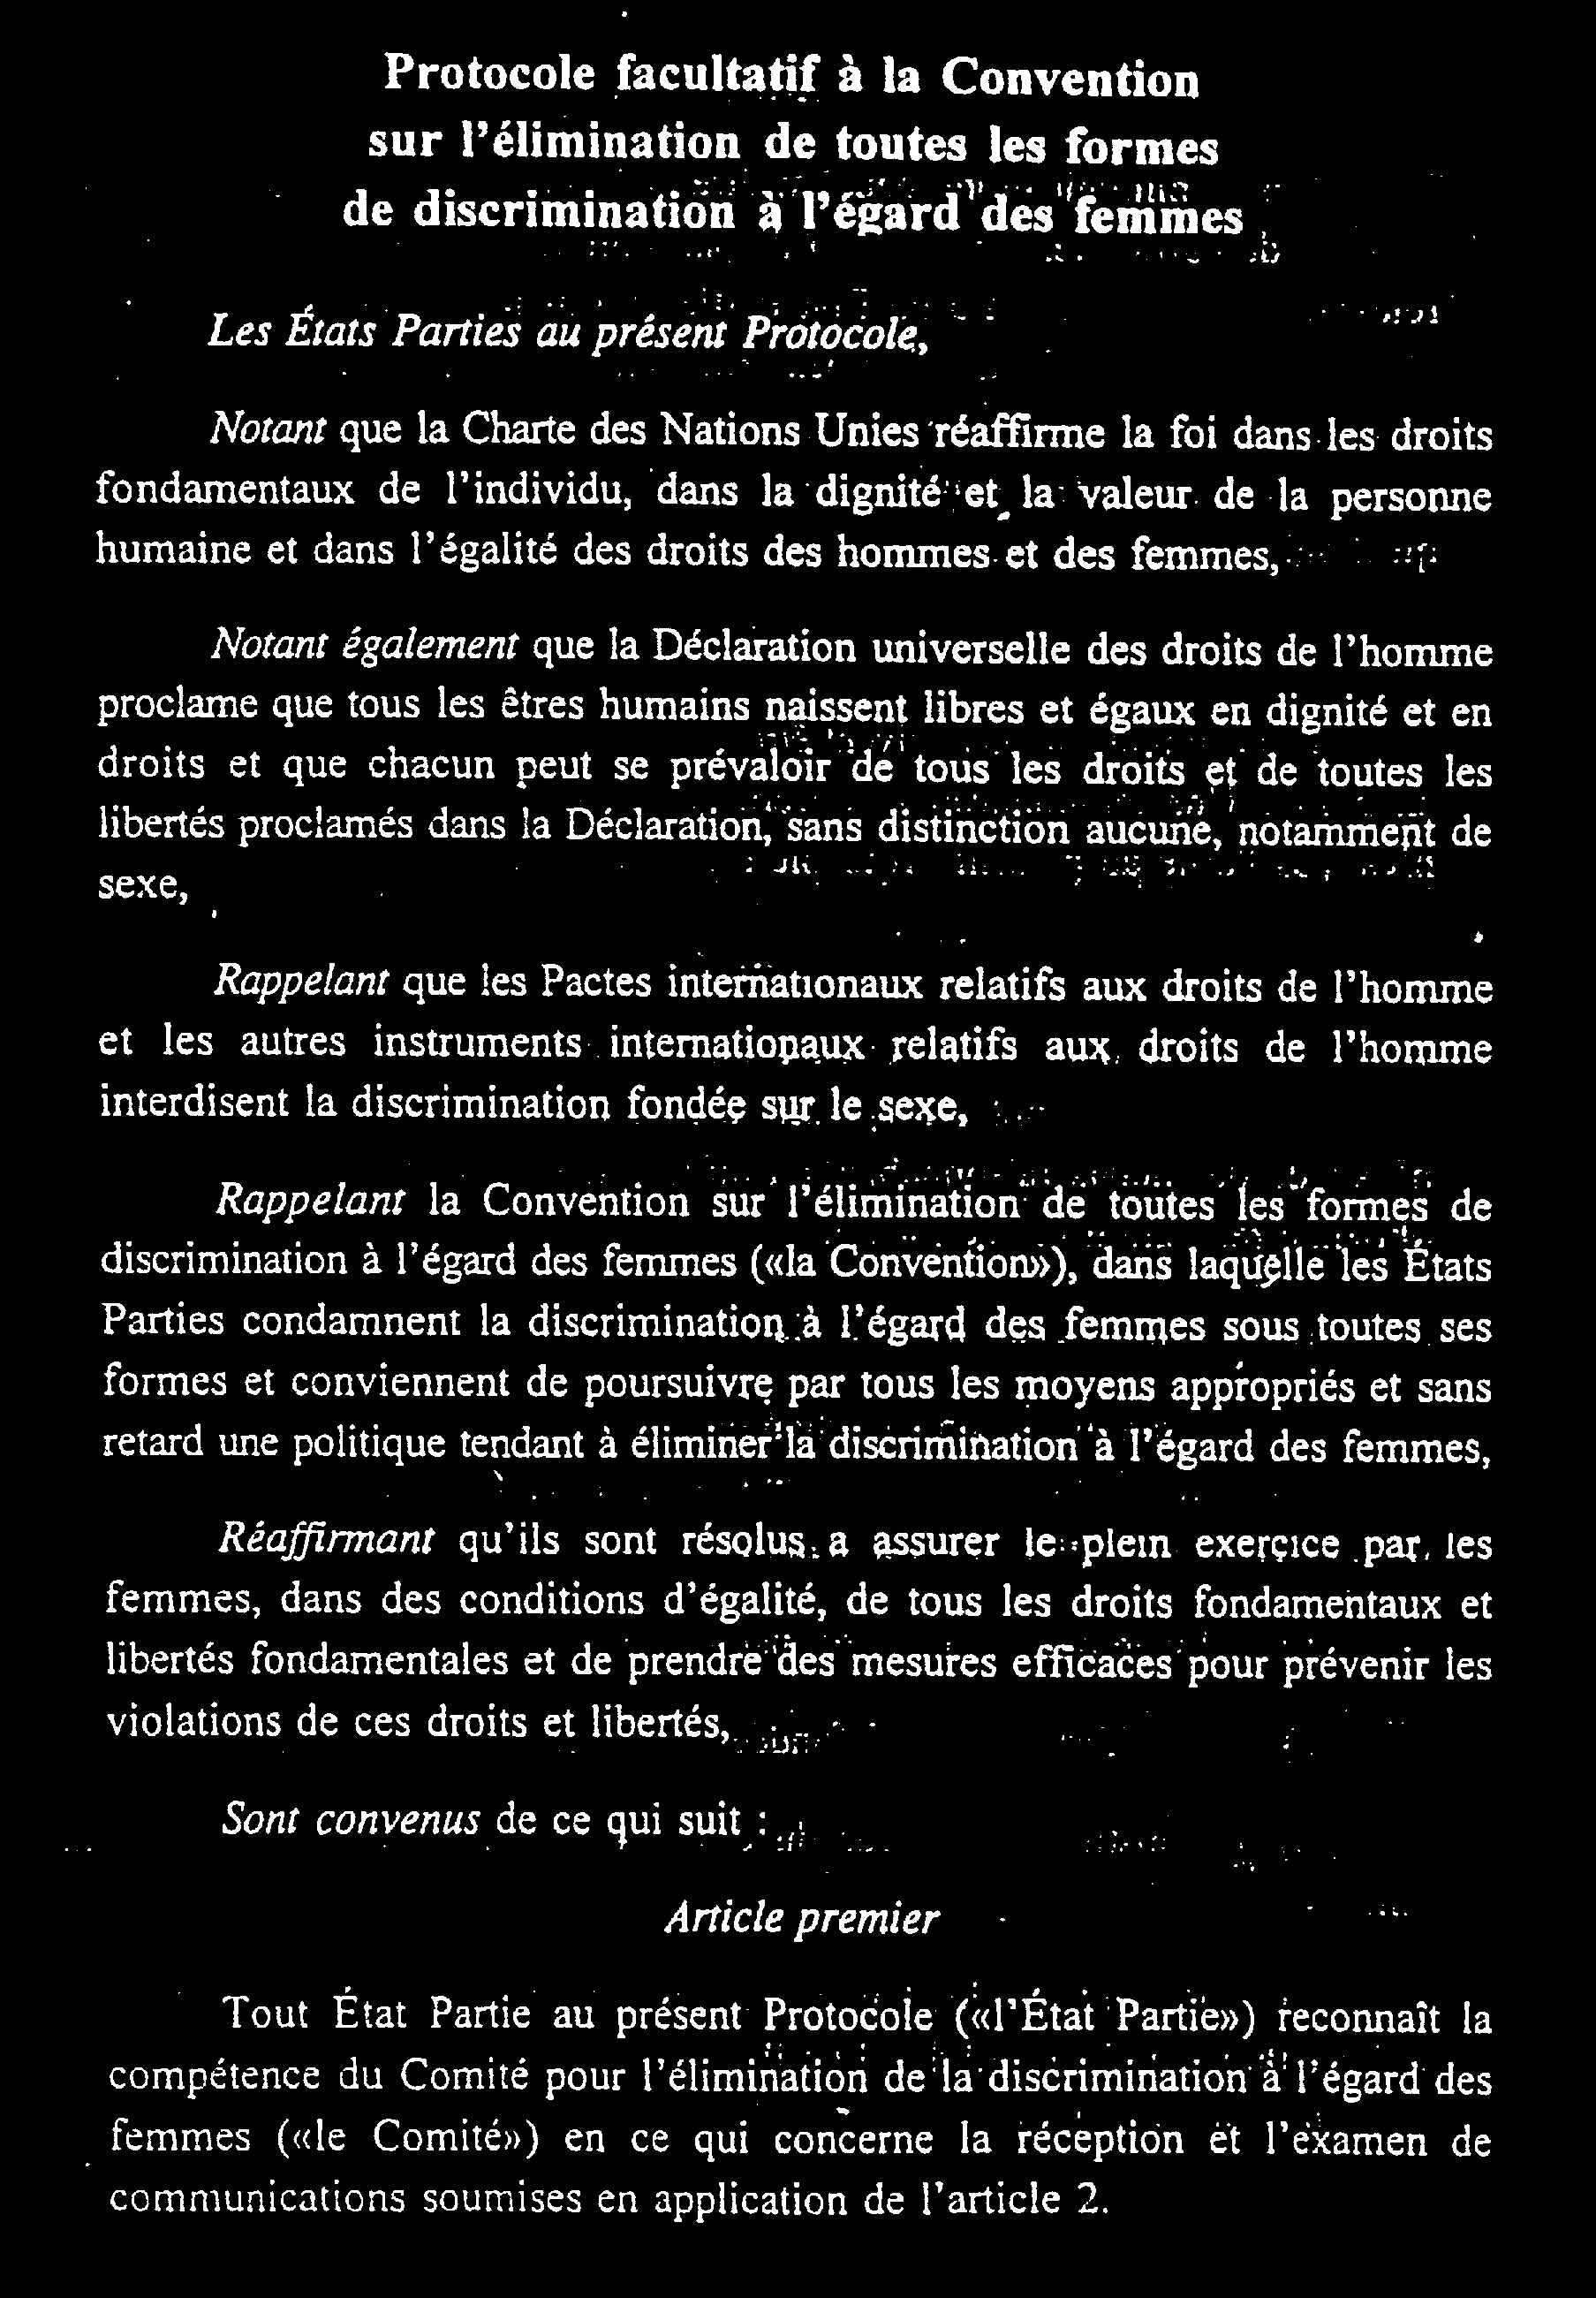 Protocole facultatif à la Convention
sur l'élimination de toutes les formes
de discrimination à l'égard des femmes
Les États Parties au présent Protocole,
Notant que la Charte des Nations Unies réaffirme la foi dans les droits
fondamentaux de l'individu, dans la dignité et la valeur de la personne
humaine et dans l'égalité des droits des hommes et des femmes,
Notant également que la Déclaration universelle des droits de l'homme
proclame que tous les êtres humains naissent libres et égaux en dignité et en
droits et que chacun peut se prévaloir de tous les droits et de toutes les
libertés proclamés dans la Déclaration, sans distinction aucune, notamment de
sexe,
Rappelant que les Pactes internationaux relatifs aux droits de l'homme
et les autres instruments internationaux relatifs aux droits de l'homme
interdisent la discrimination fondée sur le sexe,
Rappelant la Convention sur l'élimination de toutes les formes de
discrimination à l'égard des femmes («la Convention»), dans laquelle les États
Parties condamnent la discrimination à l'égard des femmes sous toutes ses
formes et conviennent de poursuivre par tous les moyens appropriés et sans
retard une politique tendant à éliminer la discrimination à l'égard des femmes,
Réaffirmant qu'ils sont résolus à assurer le plein exercice par les
femmes, dans des conditions d'égalité, de tous les droits fondamentaux et
libertés fondamentales et de prendre des mesures efficaces pour prévenir les
violations de ces droits et libertés,
Sont convenus de ce qui suit :
Article premier
Tout État Partie au présent Protocole («l'État Partie») reconnaît la
compétence du Comité pour l'élimination de la discrimination à l'égard des
femmes («le Comité») en ce qui concerne la réception et l'examen de
communications soumises en application de l'article 2.